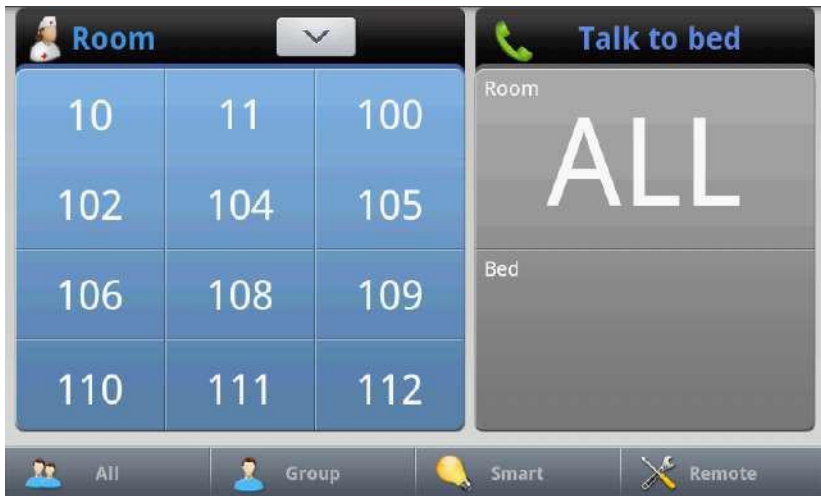 Room
Talk to bed
10 11 100
102 104 105
106 108 109
110 111 112
Room
ALL
Bed
All Group Smart Remote